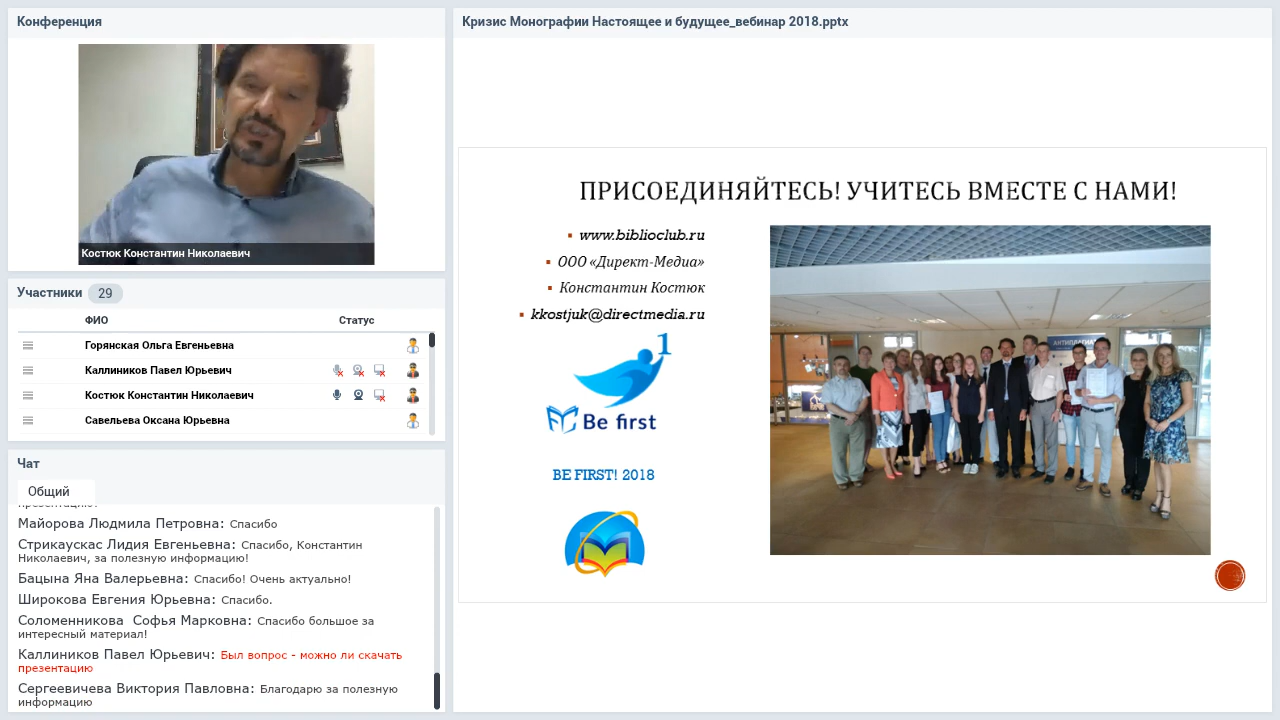 Конференция
Костюк Константин Николаевич
Участники 29
ФИО Статус
Горянская Ольга Евгеньевна
Каллиников Павел Юрьевич
Костюк Константин Николаевич
Савельева Оксана Юрьевна
Чат
Общий
презентацию?
Майорова Людмила Петровна: Спасибо
Стрикаускас Лидия Евгеньевна: Спасибо, Константин
Николаевич, за полезную информацию!
Бацына Яна Валерьевна: Спасибо! Очень актуально!
Широкова Евгения Юрьевна: Спасибо.
Соломенникова Софья Марковна: Спасибо большое за
интересный материал!
Каллиников Павел Юрьевич: Был вопрос - можно ли скачать
презентацию
Сергеевичева Виктория Павловна: Благодарю за полезную
информацию
Кризис Монографии Настоящее и будущее_вебинар 2018.pptx
ПРИСОЕДИНЯЙТЕСЬ! УЧИТЕСЬ ВМЕСТЕ С НАМИ!
www.biblioclub.ru
ООО «Директ-Медиа»
Константин Костюк
kkostjuk@directmedia.ru
1
Be first
BE FIRST! 2018
АНТИПЛАГИАТ